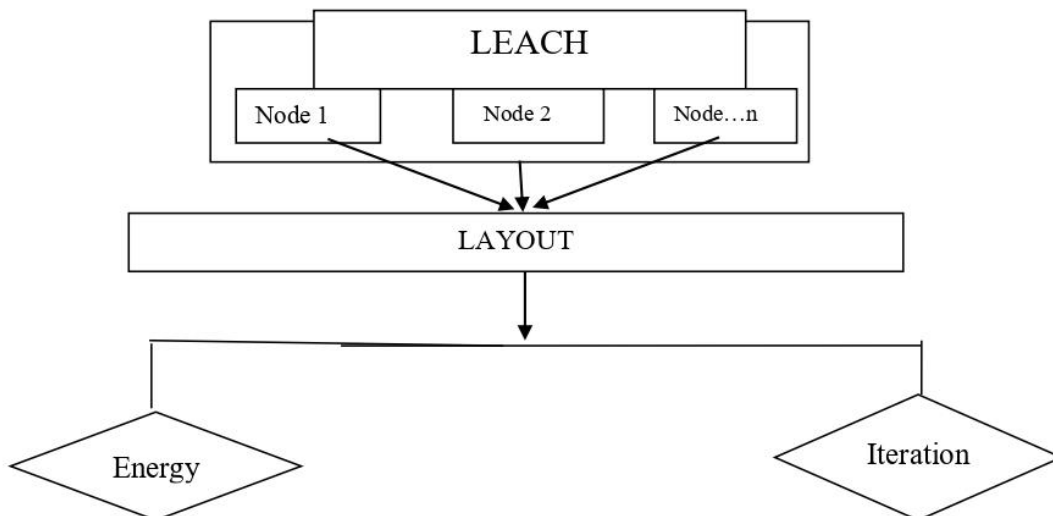 LEACH
Node 1
Node 2
Node…n
LAYOUT
Energy
Iteration